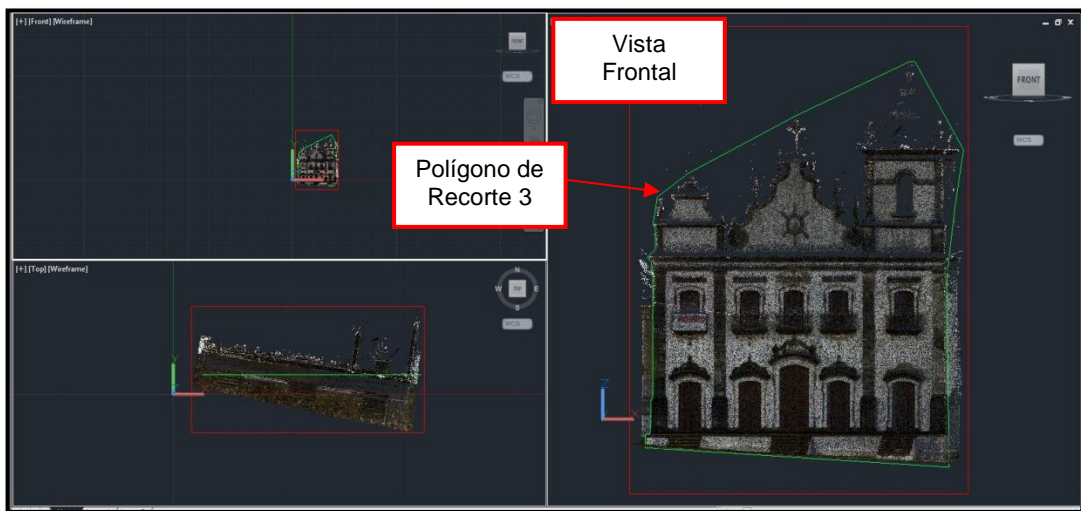 [+] [Front] [Wireframe]
FRONT
WCS
Vista
Frontal
FRONT
WCS
Polígono de
Recorte 3
[+] [Top] [Wireframe]
N
W
TOP
E
S
WCS
Y
X
Z
X